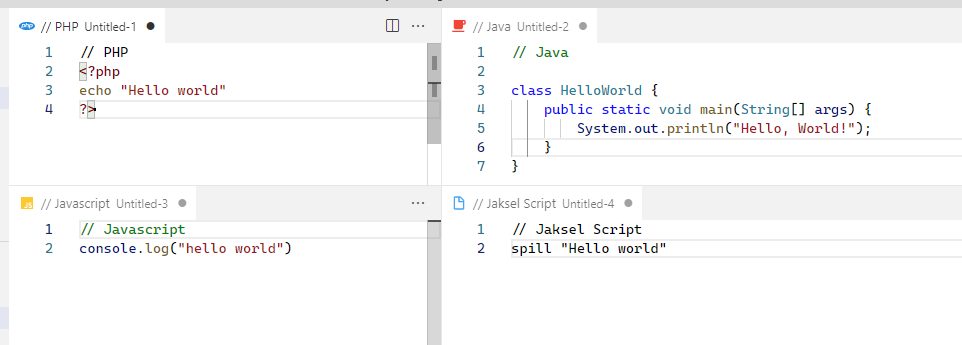 // PHP Untitled-1
1 // PHP
2 <?php
3 echo "Hello world"
4 ?>
// Java Untitled-2
1 // Java
2
3 class HelloWorld {
4 public static void main(String[] args) {
5 System.out.println("Hello, World!");
6 }
7 }
// Javascript Untitled-3
1 // Javascript
2 console.log("hello world")
// Jaksel Script Untitled-4
1 // Jaksel Script
2 spill "Hello world"